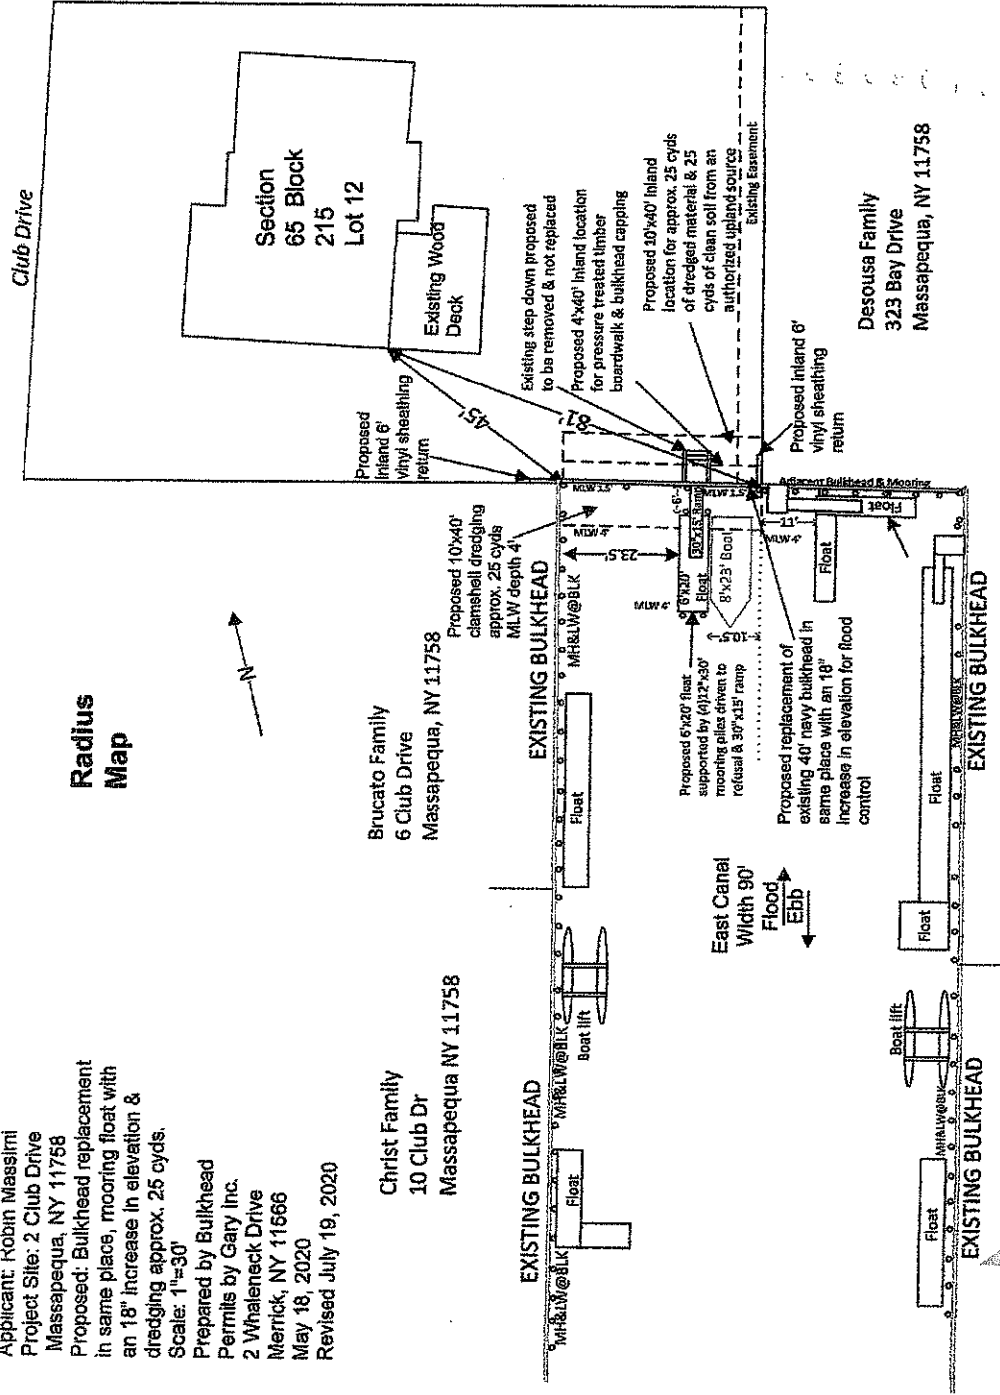 Applicant: Robin Massimi
Project Site: 2 Club Drive
Massapequa, NY 11758
Proposed: Bulkhead replacement
in same place, mooring float with
an 18" increase in elevation &
dredging approx. 25 cyds.
Scale: 1"=30'
Prepared by Bulkhead
Permits by Gary Inc.
2 Whaleneck Drive
Merrick, NY 11566
May 18, 2020
Revised July 19, 2020
Radius
Map
N
Club Drive
Section
65 Block
215
Lot 12
Existing Wood
Deck
45'
81'
Christ Family
10 Club Dr
Massapequa NY 11758
Brucato Family
6 Club Drive
Massapequa, NY 11758
Proposed
Inland 6'
vinyl sheathing
return
Proposed 10'x40'
clamshell dredging
approx. 25 cyds
MLW depth 4'
Existing step down proposed
to be removed & not replaced
Proposed 4'x40' Inland location
for pressure treated timber
boardwalk & bulkhead capping
Proposed 10'x40' Inland
location for approx. 25 cyds
of dredged material & 25
cyds of clean soil from an
authorized upland source
Existing Easement
Desousa Family
323 Bay Drive
Massapequa, NY 11758
Proposed inland 6'
vinyl sheathing
return
EXISTING BULKHEAD
EXISTING BULKHEAD
MH&LW@BLK
MH&LW@BLK
MH&LW@BLK
Float
Boat lift
Float
MLW 1.5'
MLW 4'
23.5'
6'
MLW 1.5'
30"x15' Ramp
6'x20'
Float
MLW 4'
8'x23' Boat
10.5'
11'
MLW 4'
Adjacent Bulkhead & Mooring
Float
Float
Proposed 6'x20' float
supported by (4)12"x30'
mooring piles driven to
refusal & 30"x15' ramp
Proposed replacement of
existing 40' navy bulkhead in
same place with an 18"
increase in elevation for flood
control
East Canal
Width 90'
Flood
Ebb
Float
Boat lift
Float
Float
MH&LW@BLK
MH&LW@BLK
EXISTING BULKHEAD
EXISTING BULKHEAD